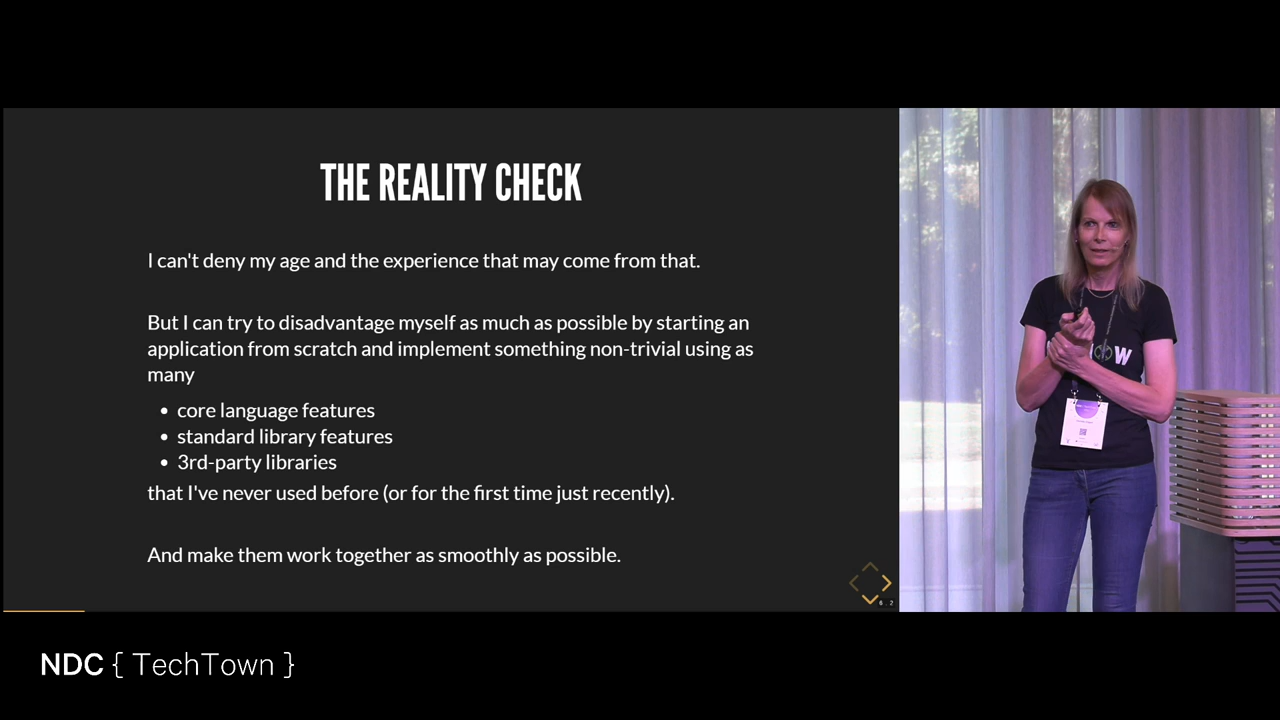 THE REALITY CHECK
I can't deny my age and the experience that may come from that.
But I can try to disadvantage myself as much as possible by starting an
application from scratch and implement something non-trivial using as
many
• core language features
• standard library features
• 3rd-party libraries
that I've never used before (or for the first time just recently).
And make them work together as smoothly as possible.
6.2
NDC { TechTown }